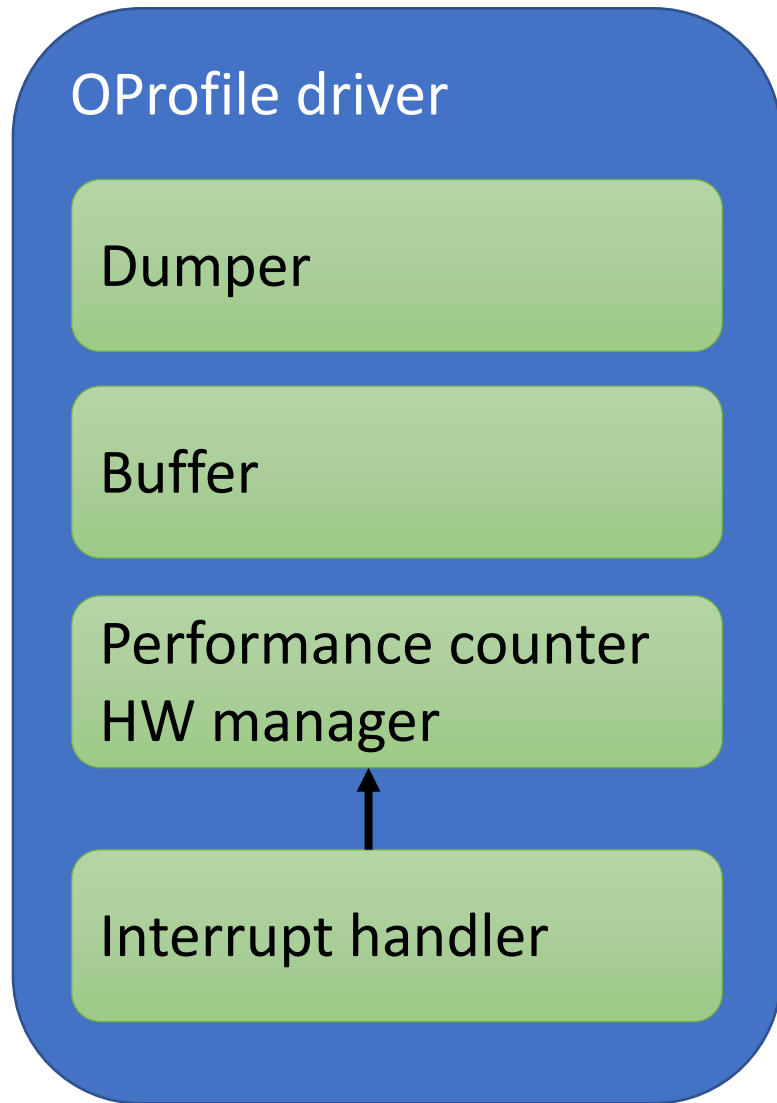 OProfile driver
Dumper
Buffer
Performance counter
HW manager
Interrupt handler